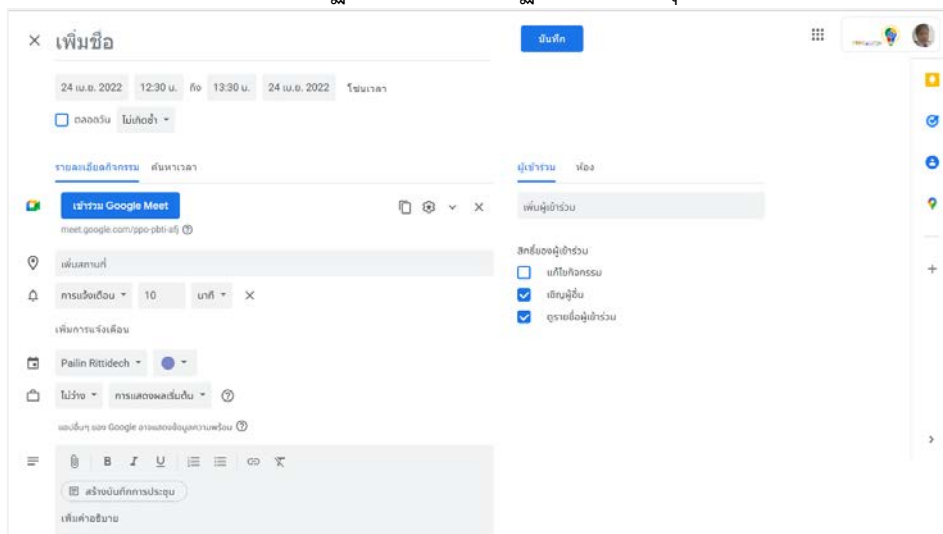 เพิ่มชื่อ
บันทึก
24 เม.ย. 2022 12:30 น. ถึง 13:30 น. 24 เม.ย. 2022 โซนเวลา
ตลอดวัน ไม่เกิดซ้ำ
รายละเอียดกิจกรรม ค้นหาเวลา
ผู้เข้าร่วม ห้อง
เข้าร่วม Google Meet
เพิ่มผู้เข้าร่วม
meet.google.com/ppo-pbti-afj
สิทธิ์ของผู้เข้าร่วม
เพิ่มสถานที่
แก้ไขกิจกรรม
การแจ้งเตือน 10 นาที
เชิญผู้อื่น
ดูรายชื่อผู้เข้าร่วม
เพิ่มการแจ้งเตือน
Pailin Rittidech
ไม่ว่าง การแสดงผลเริ่มต้น
แอปอื่นๆ ของ Google อาจแสดงข้อมูลความพร้อม
B I U
สร้างบันทึกการประชุม
เพิ่มคำอธิบาย